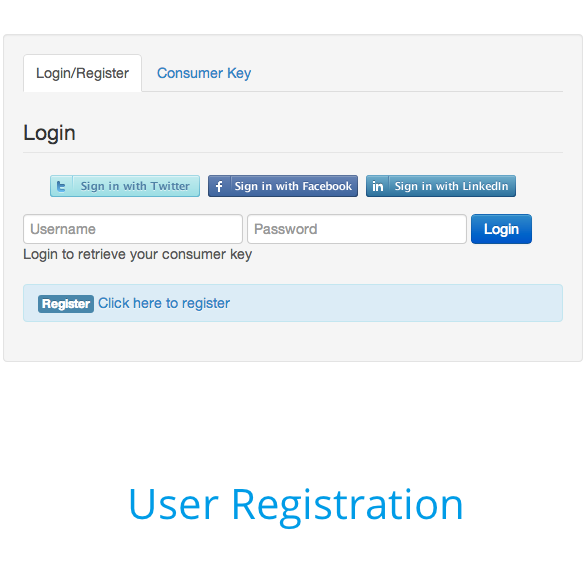 Login/Register Consumer Key
Login
Sign in with Twitter Sign in with Facebook Sign in with LinkedIn
Username Password Login
Login to retrieve your consumer key
Register Click here to register
User Registration